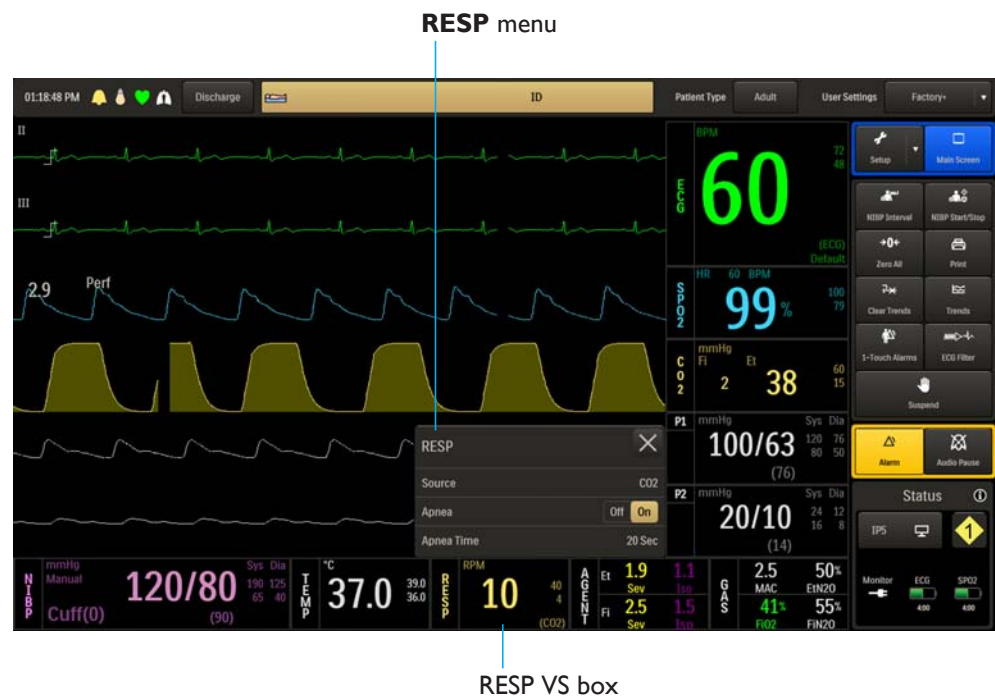 RESP menu
01:18:48 PM
Discharge
ID
Patient Type
Adult
User Settings
Factory+
II
III
2.9 Perf
ECG
BPM
60
72
48
(ECG)
Default
SPO2
HR 60 BPM
99%
100
79
CO2
mmHg
Fi Et
2 38
60
15
P1 mmHg Sys Dia
100/63
120 76
80 50
(76)
P2 mmHg Sys Dia
20/10
24 12
16 8
(14)
RESP
Source CO2
Apnea Off On
Apnea Time 20 Sec
NIBP
mmHg Sys Dia
Manual
120/80
190 125
65 40
Cuff(0)
(90)
TEMP
°C
37.0
39.0
36.0
RESP
RPM
10
40
4
(CO2)
AGENT
Et 1.9 1.1
Sev
Fi 2.5 1.5
Sev Iso
GAS
2.5 50%
MAC EtN20
41% 55%
FiO2 FiN20
Setup
Main Screen
NIBP Interval
NIBP Start/Stop
→0←
Zero All
Print
Clear Trends
Trends
1-Touch Alarms
ECG Filter
Suspend
Alarm
Audio Pause
Status
IP5
1
Monitor ECG SPO2
4:00 4:00
RESP VS box